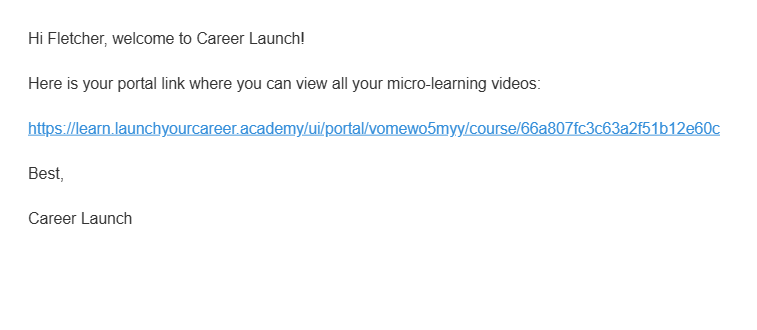 Hi Fletcher, welcome to Career Launch!
Here is your portal link where you can view all your micro-learning videos:
https://learn.launchyourcareer.academy/ui/portal/vomewo5myy/course/66a807fc3c63a2f51b12e60c
Best,
Career Launch